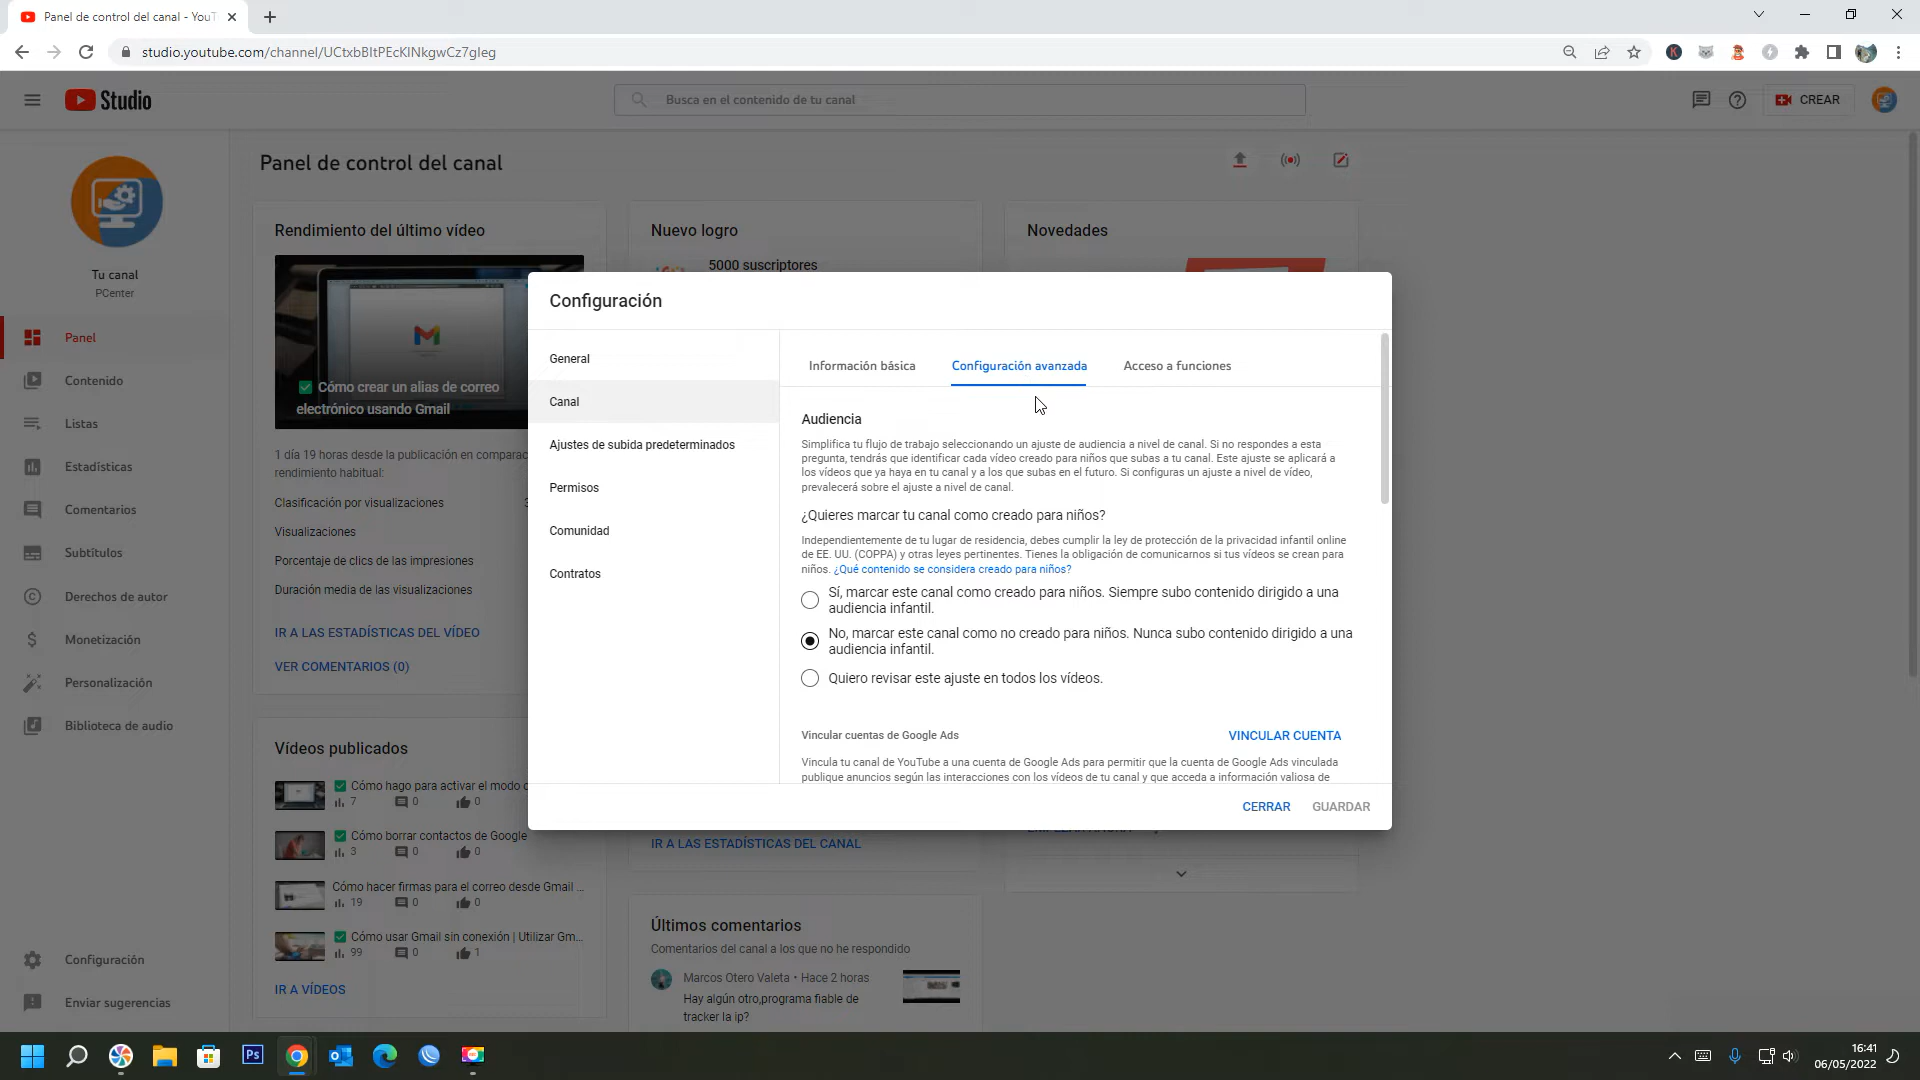 Panel de control del canal - YouT
studio.youtube.com/channel/UCtxbBltPEcKlNkgwCz7gleg
Studio
Busca en el contenido de tu canal
CREAR
Tu canal
PCenter
Panel
Contenido
Listas
Estadísticas
Comentarios
Subtítulos
Derechos de autor
Monetización
Personalización
Biblioteca de audio
Configuración
Enviar sugerencias
Panel de control del canal
Rendimiento del último vídeo
Cómo crear un alias de correo
electrónico usando Gmail
1 día 19 horas desde la publicación en comparac
rendimiento habitual:
Clasificación por visualizaciones
Visualizaciones
Porcentaje de clics de las impresiones
Duración media de las visualizaciones
IR A LAS ESTADÍSTICAS DEL VÍDEO
VER COMENTARIOS (0)
Vídeos publicados
Cómo hago para activar el modo o
7 0 0
Cómo borrar contactos de Google
3 0 0
Cómo hacer firmas para el correo desde Gmail ...
19 0 0
Cómo usar Gmail sin conexión | Utilizar Gm...
99 0 1
IR A VÍDEOS
Nuevo logro
5000 suscriptores
IR A LAS ESTADÍSTICAS DEL CANAL
Últimos comentarios
Comentarios del canal a los que no he respondido
Marcos Otero Valeta • Hace 2 horas
Hay algún otro,programa fiable de
tracker la ip?
Novedades
Configuración
General
Canal
Ajustes de subida predeterminados
Permisos
Comunidad
Contratos
Información básica
Configuración avanzada
Acceso a funciones
Audiencia
Simplifica tu flujo de trabajo seleccionando un ajuste de audiencia a nivel de canal. Si no respondes a esta
pregunta, tendrás que identificar cada vídeo creado para niños que subas a tu canal. Este ajuste se aplicará a
los vídeos que ya haya en tu canal y a los que subas en el futuro. Si configuras un ajuste a nivel de vídeo,
prevalecerá sobre el ajuste a nivel de canal.
¿Quieres marcar tu canal como creado para niños?
Independientemente de tu lugar de residencia, debes cumplir la ley de protección de la privacidad infantil online
de EE. UU. (COPPA) y otras leyes pertinentes. Tienes la obligación de comunicarnos si tus vídeos se crean para
niños. ¿Qué contenido se considera creado para niños?
Sí, marcar este canal como creado para niños. Siempre subo contenido dirigido a una
audiencia infantil.
No, marcar este canal como no creado para niños. Nunca subo contenido dirigido a una
audiencia infantil.
Quiero revisar este ajuste en todos los vídeos.
Vincular cuentas de Google Ads
VINCULAR CUENTA
Vincula tu canal de YouTube a una cuenta de Google Ads para permitir que la cuenta de Google Ads vinculada
publique anuncios según las interacciones con los vídeos de tu canal y que acceda a información valiosa de
CERRAR
GUARDAR
Ps
16:41
06/05/2022